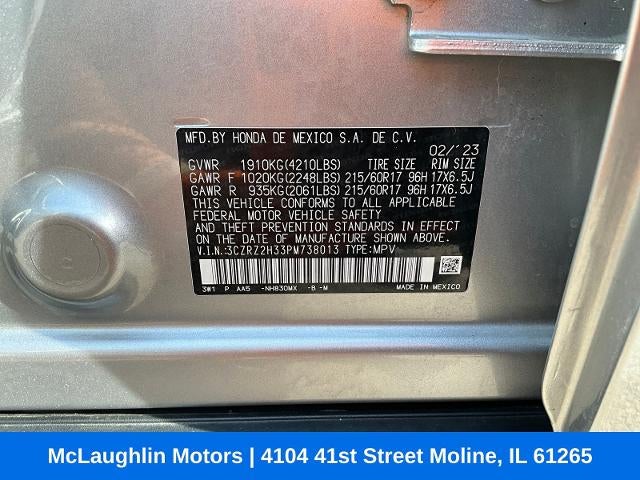 MFD.BY HONDA DE MEXICO S.A. DE C.V.
02/'23
GVWR 1910KG(4210LBS) TIRE SIZE RIM SIZE
GAWR F 1020KG(2248LBS) 215/60R17 96H 17X6.5J
GAWR R 935KG(2061LBS) 215/60R17 96H 17X6.5J
THIS VEHICLE CONFORMS TO ALL APPLICABLE
FEDERAL MOTOR VEHICLE SAFETY
AND THEFT PREVENTION STANDARDS IN EFFECT
ON THE DATE OF MANUFACTURE SHOWN ABOVE.
V.I.N.:3CZRZ2H33PM738013 TYPE:MPV
3W1 P AA5 -NH830MX -B -M MADE IN MEXICO
McLaughlin Motors | 4104 41st Street Moline, IL 61265